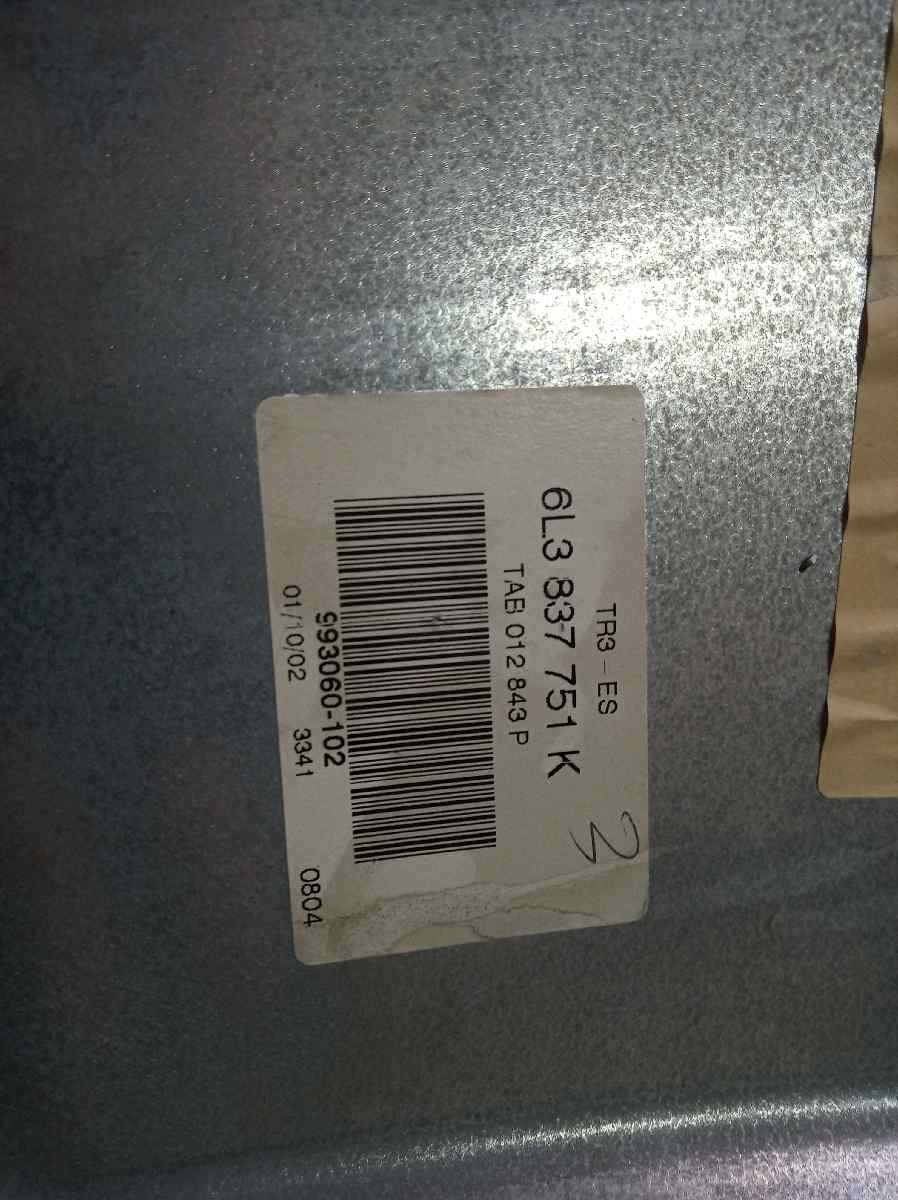 TR3 - ES
6L3 837 751 K
TAB 012 843 P
993060-102
01/10/02 3341 0804